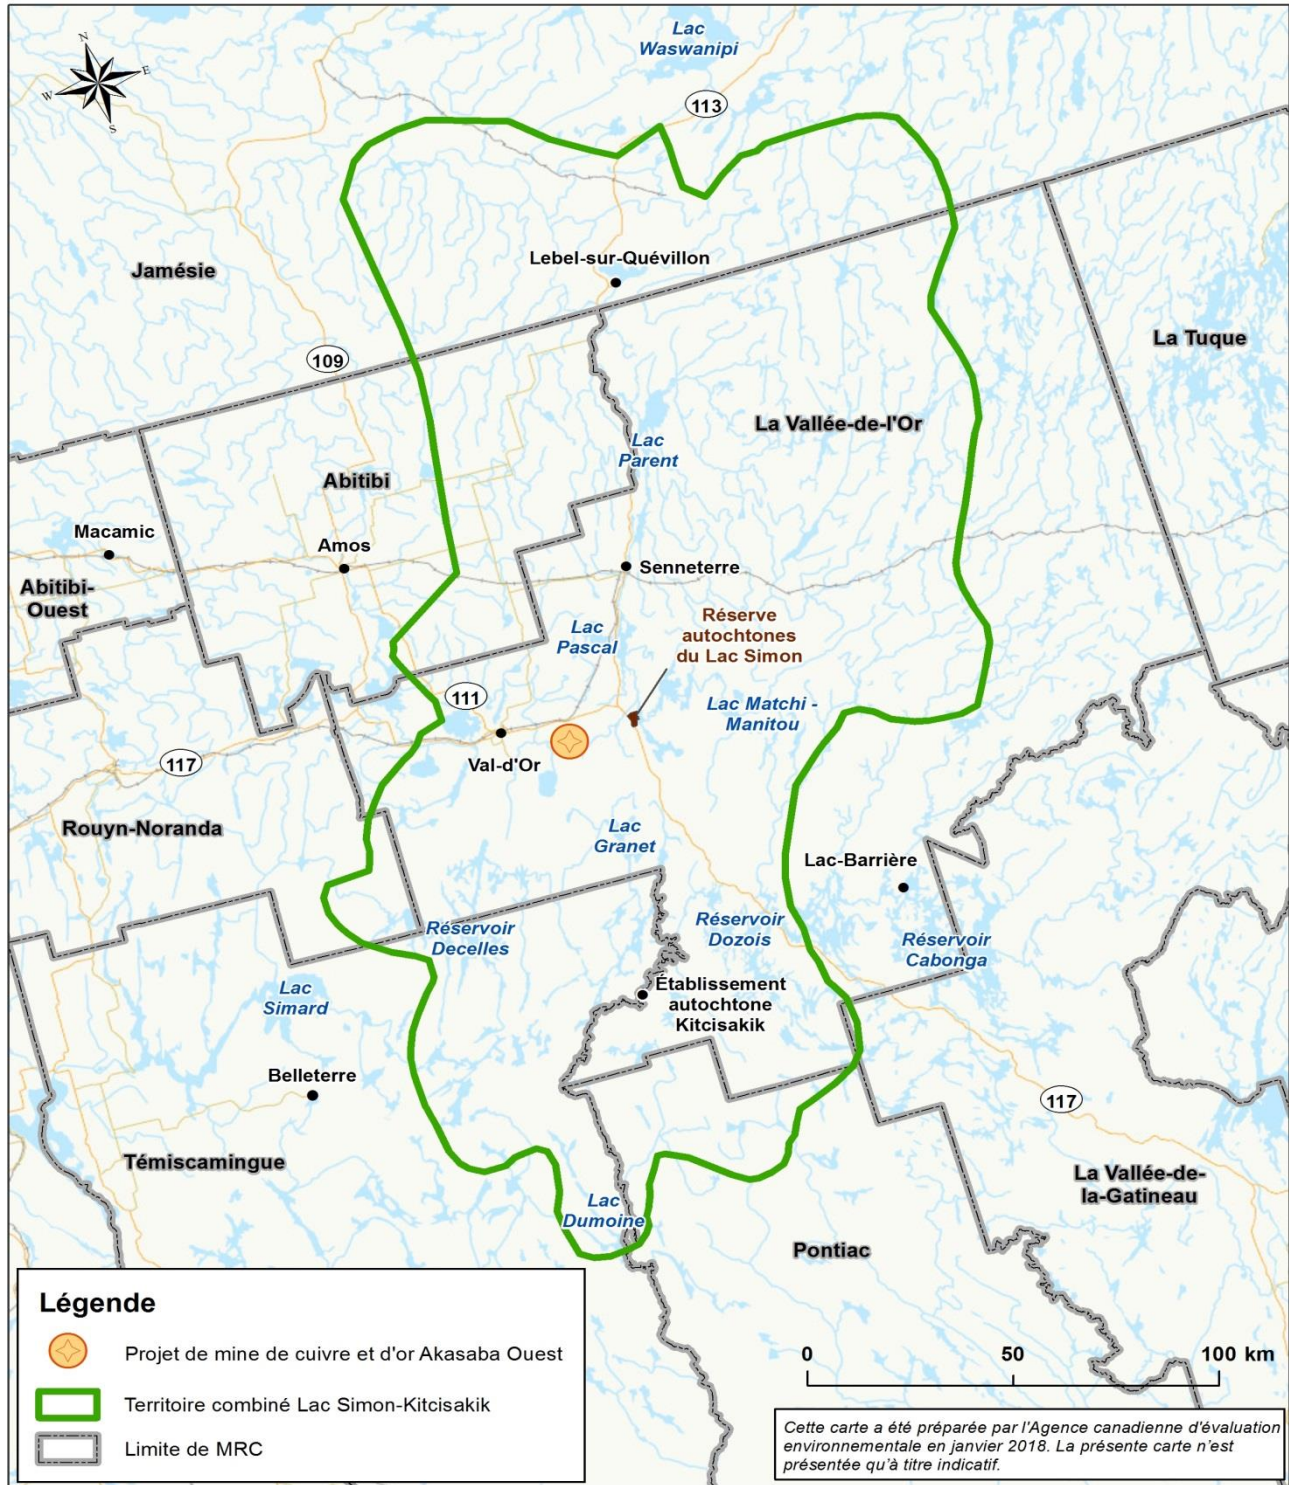 Lac
Waswanipi
N
E
W
S
113
Lebel-sur-Quévillon
Jamésie
109
La Tuque
La Vallée-de-l'Or
Lac
Parent
Abitibi
Macamic
Amos
Senneterre
Abitibi-
Ouest
Réserve
autochtones
du Lac Simon
Lac
Pascal
111
Lac Matchi -
Manitou
Val-d'Or
117
Rouyn-Noranda
Lac
Granet
Lac-Barrière
Réservoir
Decelles
Réservoir
Dozois
Réservoir
Cabonga
Lac
Simard
Établissement
autochtone
Kitcisakik
Belleterre
117
Témiscamingue
La Vallée-de-
la-Gatineau
Lac
Dumoine
Pontiac
Légende
Projet de mine de cuivre et d'or Akasaba Ouest
Territoire combiné Lac Simon-Kitcisakik
Limite de MRC
0 50 100 km
Cette carte a été préparée par l'Agence canadienne d'évaluation
environnementale en janvier 2018. La présente carte n'est
présentée qu'à titre indicatif.